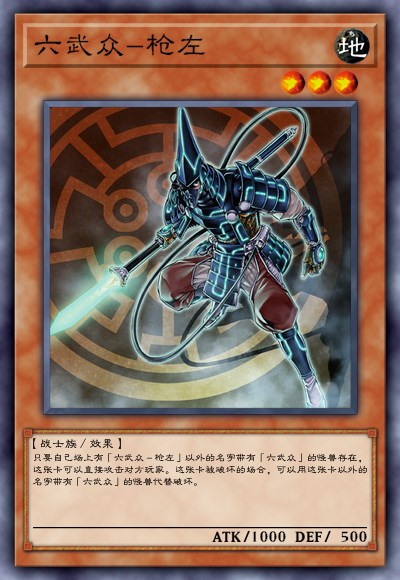 六武众-枪左
地
【战士族/效果】
只要自己场上有「六武众-枪左」以外的名字带有「六武众」的怪兽存在,
这张卡可以直接攻击对方玩家。这张卡被破坏的场合,可以用这张卡以外的
名字带有「六武众」的怪兽代替破坏。
ATK/1000 DEF/ 500